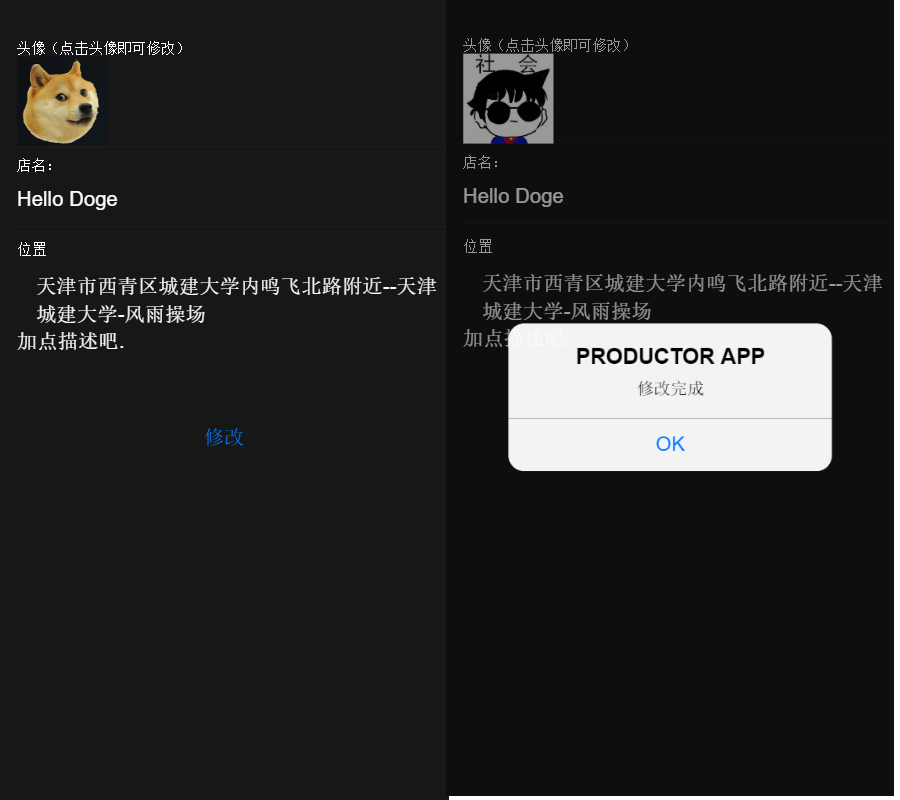 头像（点击头像即可修改）
店名：
Hello Doge
位置
天津市西青区城建大学内鸣飞北路附近--天津
城建大学-风雨操场
加点描述吧.
修改
头像（点击头像即可修改）
社 会
店名：
Hello Doge
位置
天津市西青区城建大学内鸣飞北路附近--天津
城建大学-风雨操场
加点描述吧.
PRODUCTOR APP
修改完成
OK